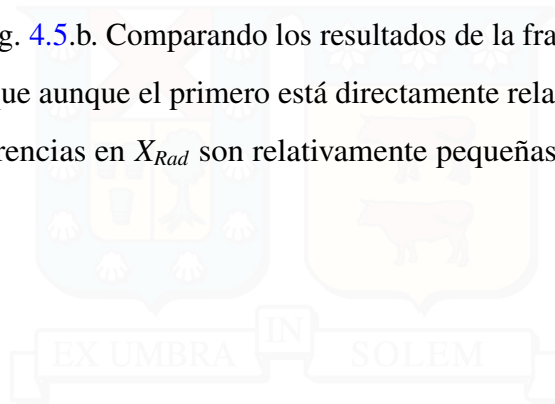 g. 4.5.b. Comparando los resultados de la fra
ue aunque el primero está directamente rela
rencias en X_Rad son relativamente pequeñas
EX UMBRA IN SOLEM